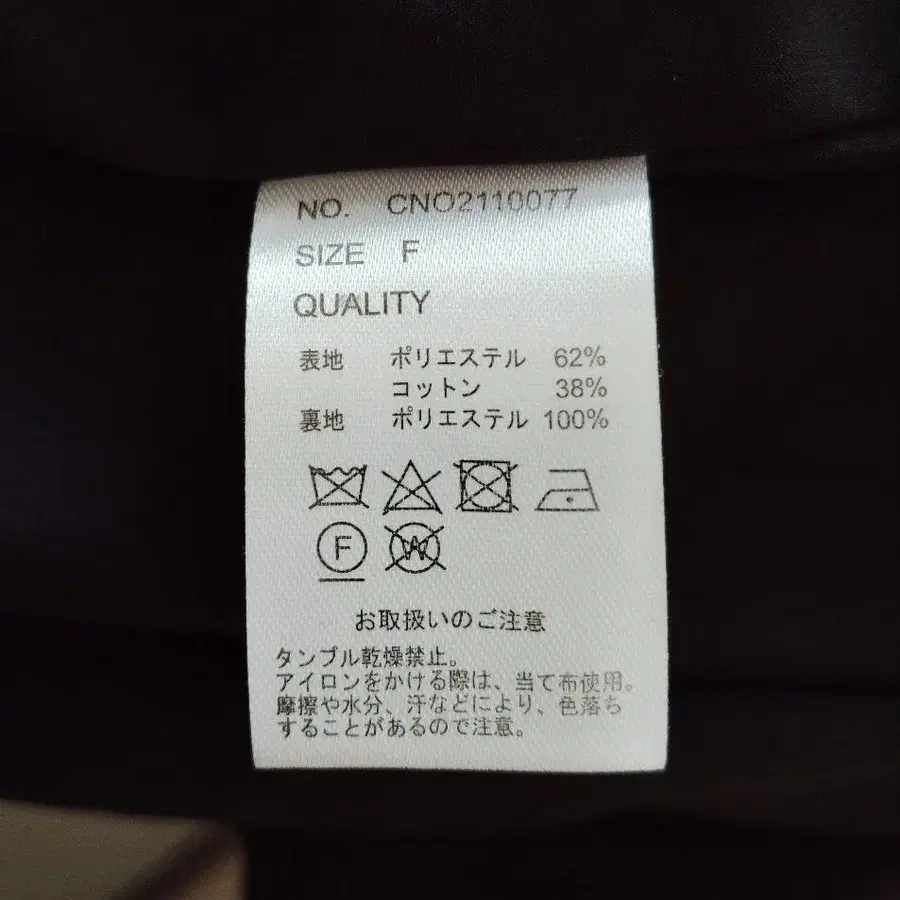 NO. CNO2110077
SIZE F
QUALITY
表地 ポリエステル 62%
コットン 38%
裏地 ポリエステル 100%
F W
お取扱いのご注意
タンブル乾燥禁止。
アイロンをかける際は、当て布使用。
摩擦や水分、汗などにより、色落ち
することがあるので注意。